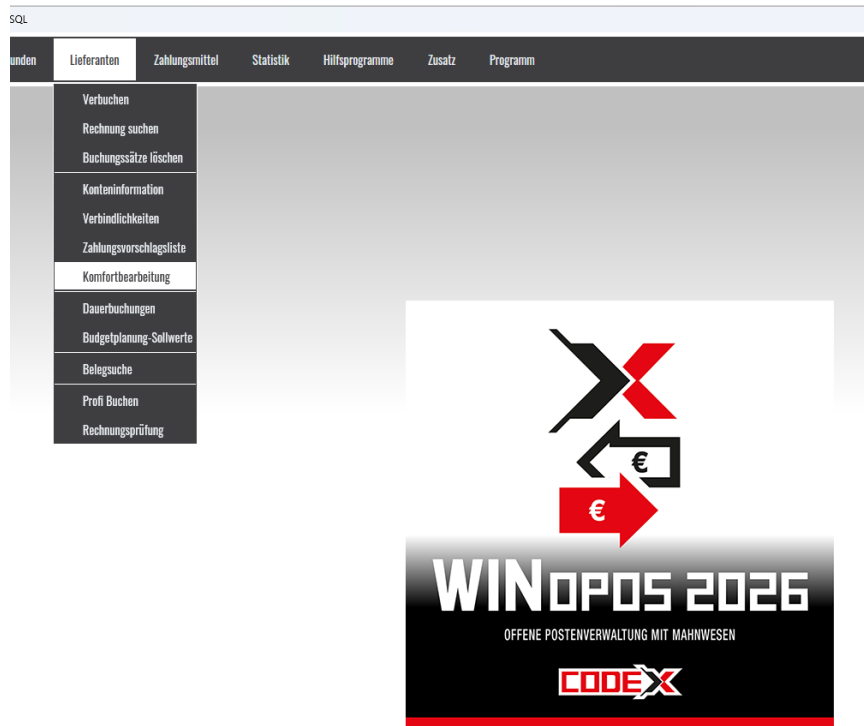 SQL
unden Lieferanten Zahlungsmittel Statistik Hilfsprogramme Zusatz Programm
Verbuchen
Rechnung suchen
Buchungssätze löschen
Konteninformation
Verbindlichkeiten
Zahlungsvorschlagsliste
Komfortbearbeitung
Dauerbuchungen
Budgetplanung-Sollwerte
Belegsuche
Profi Buchen
Rechnungsprüfung
€
€
WINOPOS 2026
OFFENE POSTENVERWALTUNG MIT MAHNWESEN
CODEX